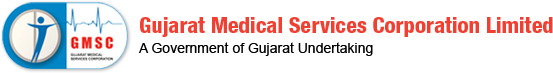 GMSC
GUJARAT MEDICAL
SERVICES CORPORATION
Gujarat Medical Services Corporation Limited
A Government of Gujarat Undertaking